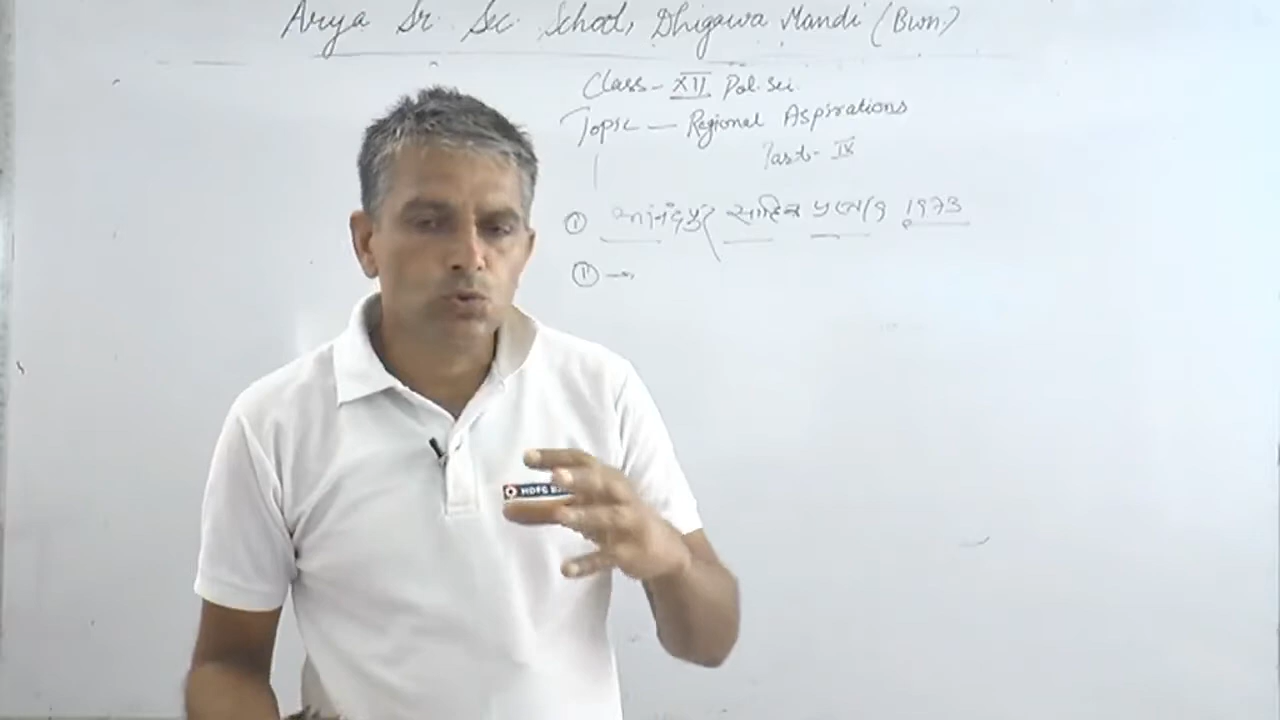 Arya Sr. Sec. School, Dhigawa Mandi (Bwn)
Class - XII Pol. Sci.
Topic - Regional Aspirations
Part - IX
① आनंदपुर साहिब प्रस्ताव 1973
②
HDFC B